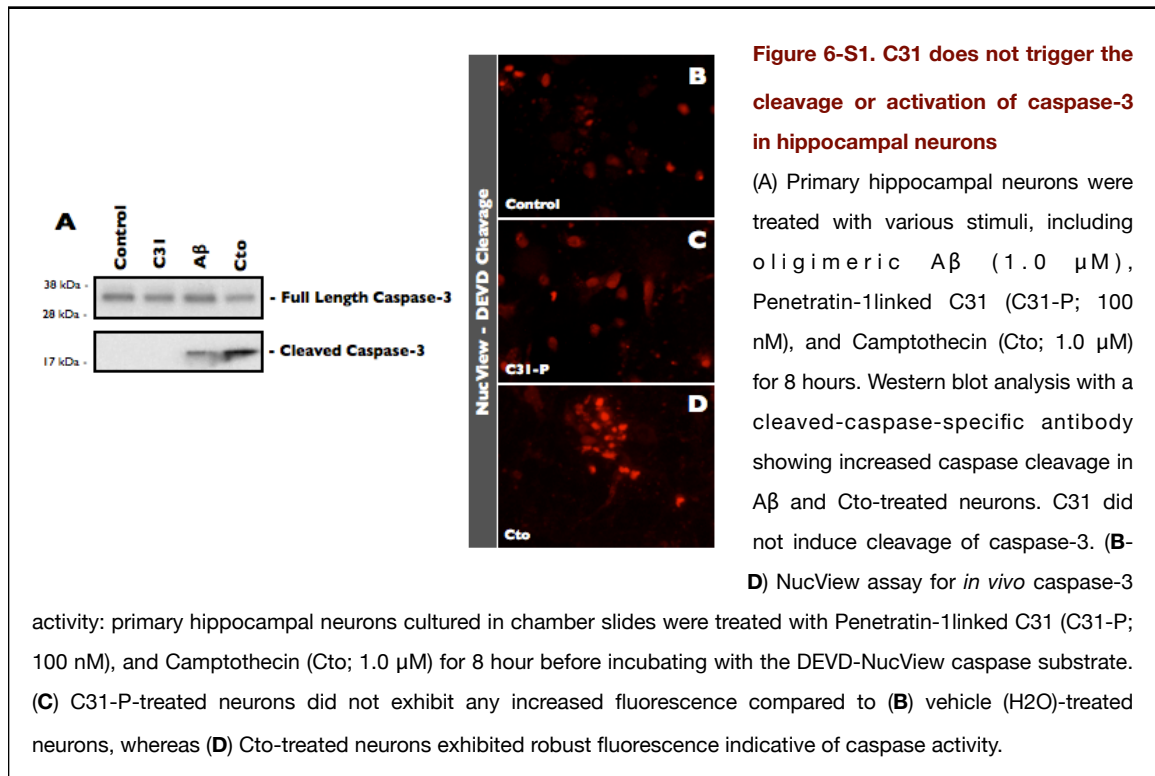 A
Control
C31
Aβ
Cto
38 kDa -
28 kDa -
- Full Length Caspase-3
17 kDa -
- Cleaved Caspase-3
NucView - DEVD Cleavage
B
Control
C
C31-P
D
Cto
Figure 6-S1. C31 does not trigger the
cleavage or activation of caspase-3
in hippocampal neurons
(A) Primary hippocampal neurons were
treated with various stimuli, including
oligimeric Aβ (1.0 µM),
Penetratin-1linked C31 (C31-P; 100
nM), and Camptothecin (Cto; 1.0 µM)
for 8 hours. Western blot analysis with a
cleaved-caspase-specific antibody
showing increased caspase cleavage in
Aβ and Cto-treated neurons. C31 did
not induce cleavage of caspase-3. (B-
D) NucView assay for in vivo caspase-3
activity: primary hippocampal neurons cultured in chamber slides were treated with Penetratin-1linked C31 (C31-P;
100 nM), and Camptothecin (Cto; 1.0 µM) for 8 hour before incubating with the DEVD-NucView caspase substrate.
(C) C31-P-treated neurons did not exhibit any increased fluorescence compared to (B) vehicle (H2O)-treated
neurons, whereas (D) Cto-treated neurons exhibited robust fluorescence indicative of caspase activity.